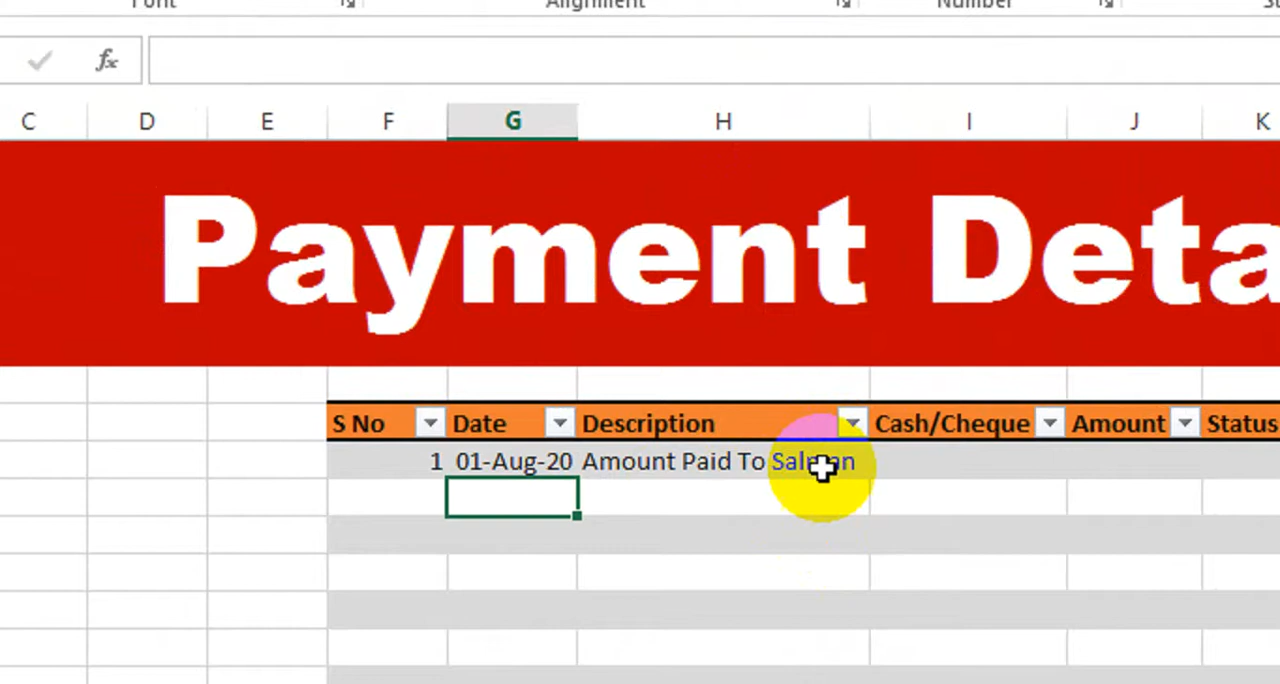 Font Alignment Number
fx
C D E F G H I J K
Payment Deta
S No Date Description Cash/Cheque Amount Status
1 01-Aug-20 Amount Paid To Salman